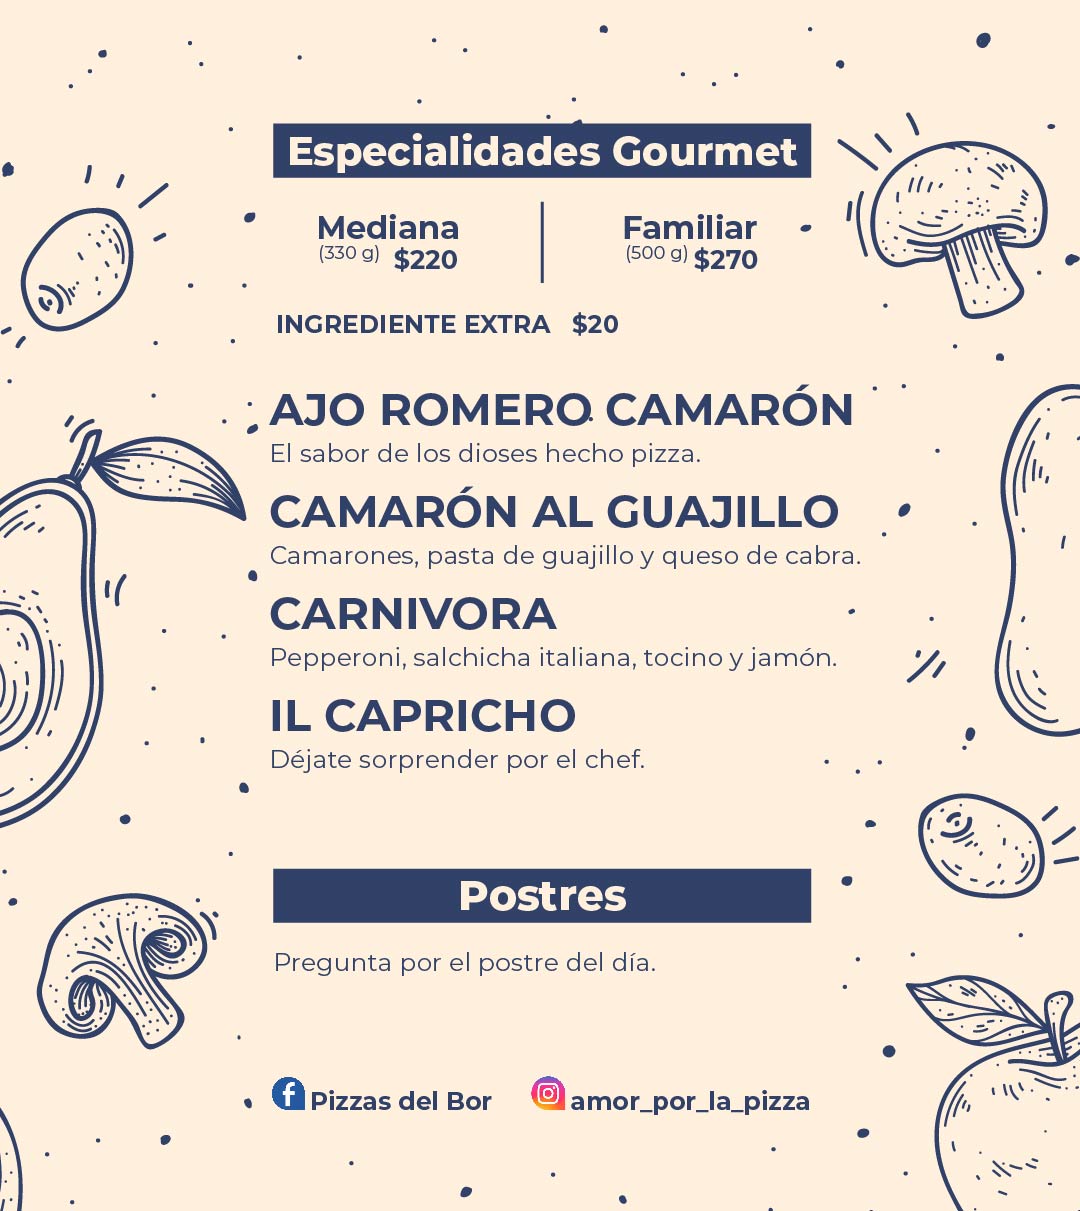 Especialidades Gourmet
Mediana
(330 g) $220
Familiar
(500 g) $270
INGREDIENTE EXTRA $20
AJO ROMERO CAMARÓN
El sabor de los dioses hecho pizza.
CAMARÓN AL GUAJILLO
Camarones, pasta de guajillo y queso de cabra.
CARNIVORA
Pepperoni, salchicha italiana, tocino y jamón.
IL CAPRICHO
Déjate sorprender por el chef.
Postres
Pregunta por el postre del día.
Pizzas del Bor
amor_por_la_pizza